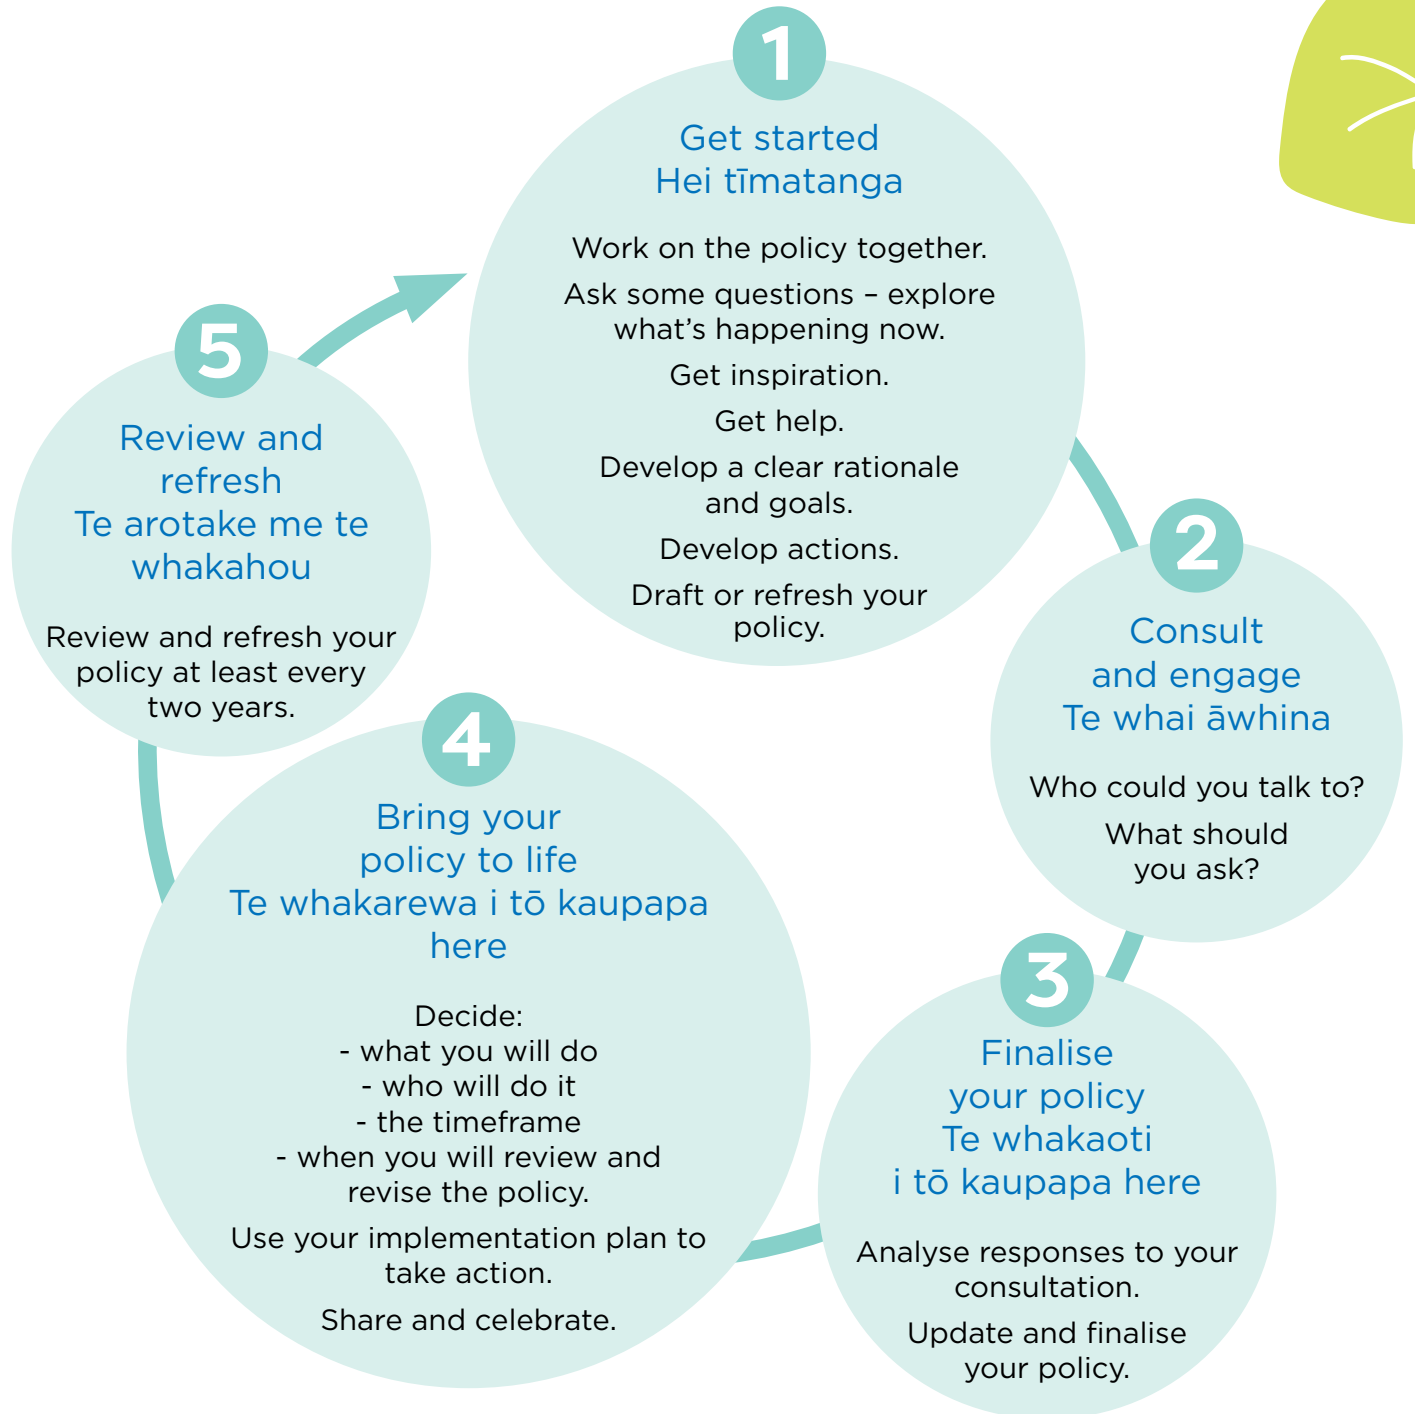 1
Get started
Hei tīmatanga
Work on the policy together.
Ask some questions – explore
what's happening now.
Get inspiration.
Get help.
Develop a clear rationale
and goals.
Develop actions.
Draft or refresh your
policy.
2
Consult
and engage
Te whai āwhina
Who could you talk to?
What should
you ask?
3
Finalise
your policy
Te whakaoti
i tō kaupapa here
Analyse responses to your
consultation.
Update and finalise
your policy.
4
Bring your
policy to life
Te whakarewa i tō kaupapa
here
Decide:
- what you will do
- who will do it
- the timeframe
- when you will review and
revise the policy.
Use your implementation plan to
take action.
Share and celebrate.
5
Review and
refresh
Te arotake me te
whakahou
Review and refresh your
policy at least every
two years.